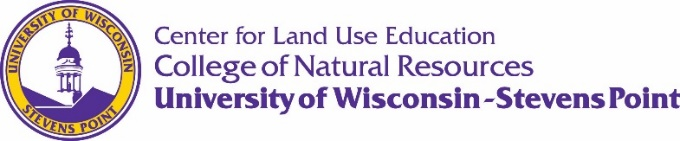 UNIVERSITY OF WISCONSIN
STEVENS POINT
Center for Land Use Education
College of Natural Resources
University of Wisconsin-Stevens Point